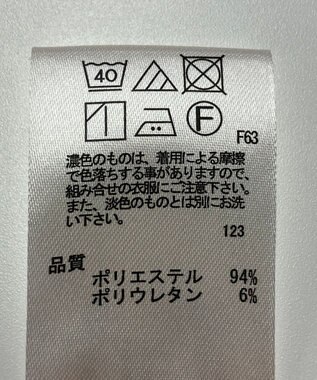 40
F
F63
濃色のものは、着用による摩擦
で色落ちする事がありますので、
組み合せの衣服にご注意下さい。
また、淡色のものとは別にお洗
い下さい。
123
品質
ポリエステル 94%
ポリウレタン 6%